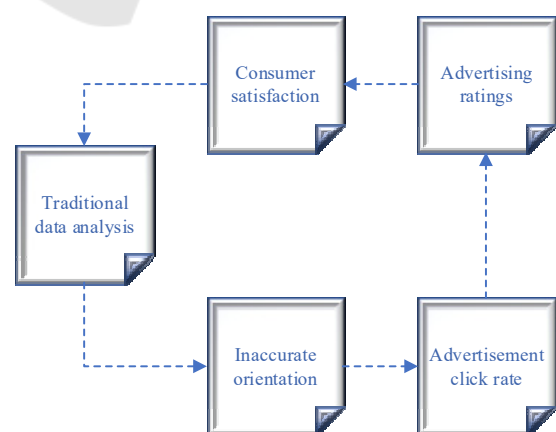 Consumer
satisfaction
Advertising
ratings
Traditional
data analysis
Inaccurate
orientation
Advertisement
click rate